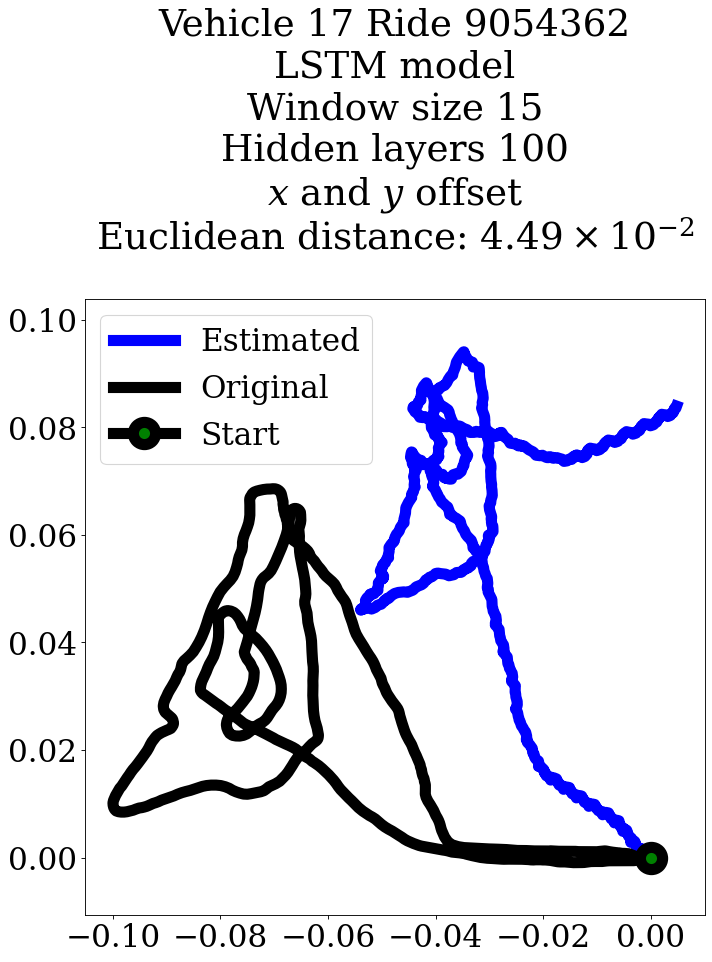 Vehicle 17 Ride 9054362
LSTM model
Window size 15
Hidden layers 100
x and y offset
Euclidean distance: 4.49 × 10⁻²
Estimated
Original
Start
0.10
0.08
0.06
0.04
0.02
0.00
−0.10 −0.08 −0.06 −0.04 −0.02 0.00